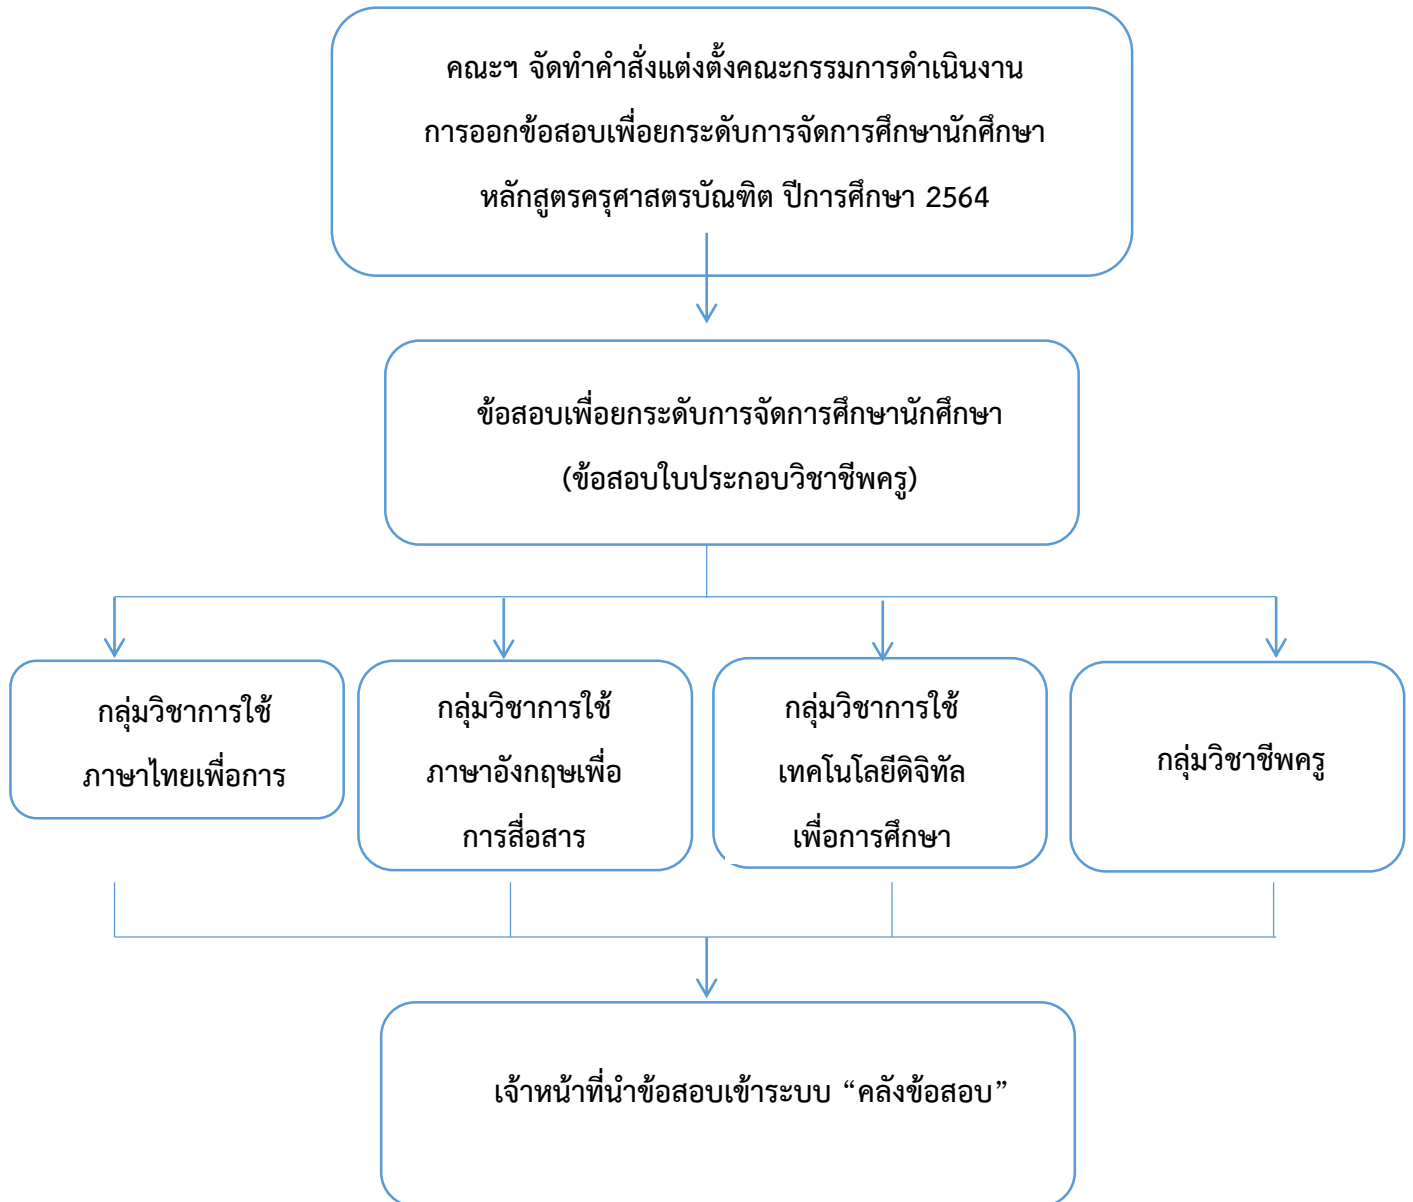 คณะฯ จัดทำคำสั่งแต่งตั้งคณะกรรมการดำเนินงาน
การออกข้อสอบเพื่อยกระดับการจัดการศึกษานักศึกษา
หลักสูตรครุศาสตรบัณฑิต ปีการศึกษา 2564
ข้อสอบเพื่อยกระดับการจัดการศึกษานักศึกษา
(ข้อสอบใบประกอบวิชาชีพครู)
กลุ่มวิชาการใช้
ภาษาไทยเพื่อการ
กลุ่มวิชาการใช้
ภาษาอังกฤษเพื่อ
การสื่อสาร
กลุ่มวิชาการใช้
เทคโนโลยีดิจิทัล
เพื่อการศึกษา
กลุ่มวิชาชีพครู
เจ้าหน้าที่นำข้อสอบเข้าระบบ “คลังข้อสอบ”